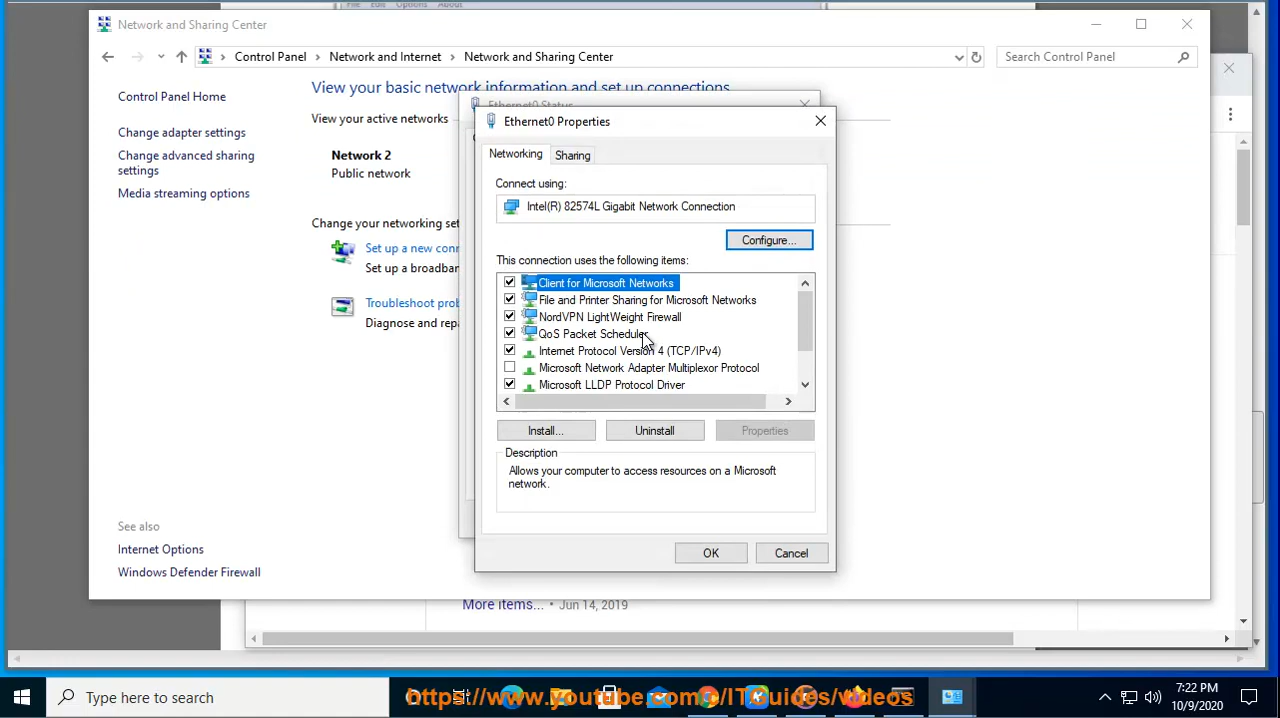 File Edit Options About
Network and Sharing Center
Control Panel > Network and Internet > Network and Sharing Center
Search Control Panel
Control Panel Home
Change adapter settings
Change advanced sharing
settings
Media streaming options
See also
Internet Options
Windows Defender Firewall
View your basic network information and set up connections
View your active networks
Network 2
Public network
Change your networking set
Set up a new conn
Set up a broadban
Troubleshoot prob
Diagnose and repa
Ethernet0 Status
Ethernet0 Properties
Networking
Sharing
Connect using:
Intel(R) 82574L Gigabit Network Connection
Configure...
This connection uses the following items:
Client for Microsoft Networks
File and Printer Sharing for Microsoft Networks
NordVPN LightWeight Firewall
QoS Packet Scheduler
Internet Protocol Version 4 (TCP/IPv4)
Microsoft Network Adapter Multiplexor Protocol
Microsoft LLDP Protocol Driver
Install...
Uninstall
Properties
Description
Allows your computer to access resources on a Microsoft
network.
OK
Cancel
More items... • Jun 14, 2019
Type here to search
https://www.youtube.com/c/ITGuides/videos
7:22 PM
10/9/2020